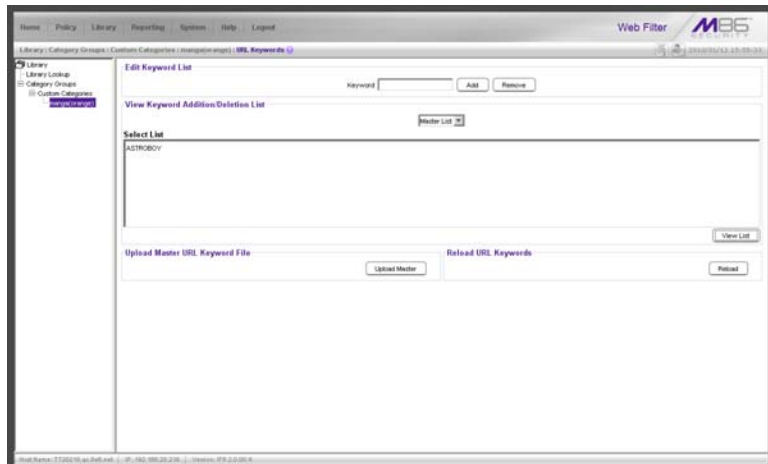 Home Policy Library Reporting System Help Logout
Web Filter
M86
SECURITY
Library : Category Groups : Custom Categories : manga(orange) : URL Keywords
Library
Library Lookup
Category Groups
Custom Categories
manga(orange)
Edit Keyword List
Keyword
Add
Remove
View Keyword Addition/Deletion List
Master List
Select List
ASTROBOY
View List
Upload Master URL Keyword File
Upload Master
Reload URL Keywords
Reload
Host Name: